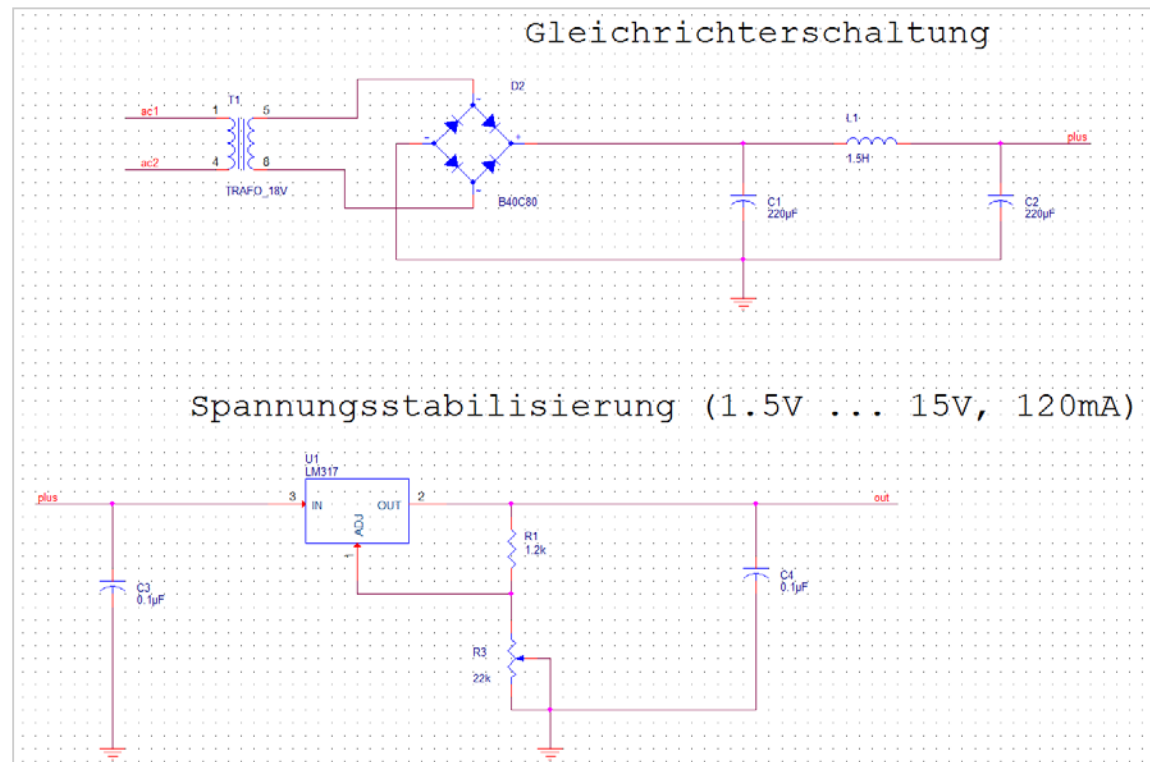 Gleichrichterschaltung
D2
T1
ac1 1 5
L1
- + plus
1.5H
ac2 4 8
TRAFO_18V
B40C80
C1
220µF
C2
220µF
Spannungsstabilisierung (1.5V ... 15V, 120mA)
U1
LM317
plus 3 IN OUT 2 out
ADJ
1
R1
1.2k
C3
0.1µF
C4
0.1µF
R3
22k